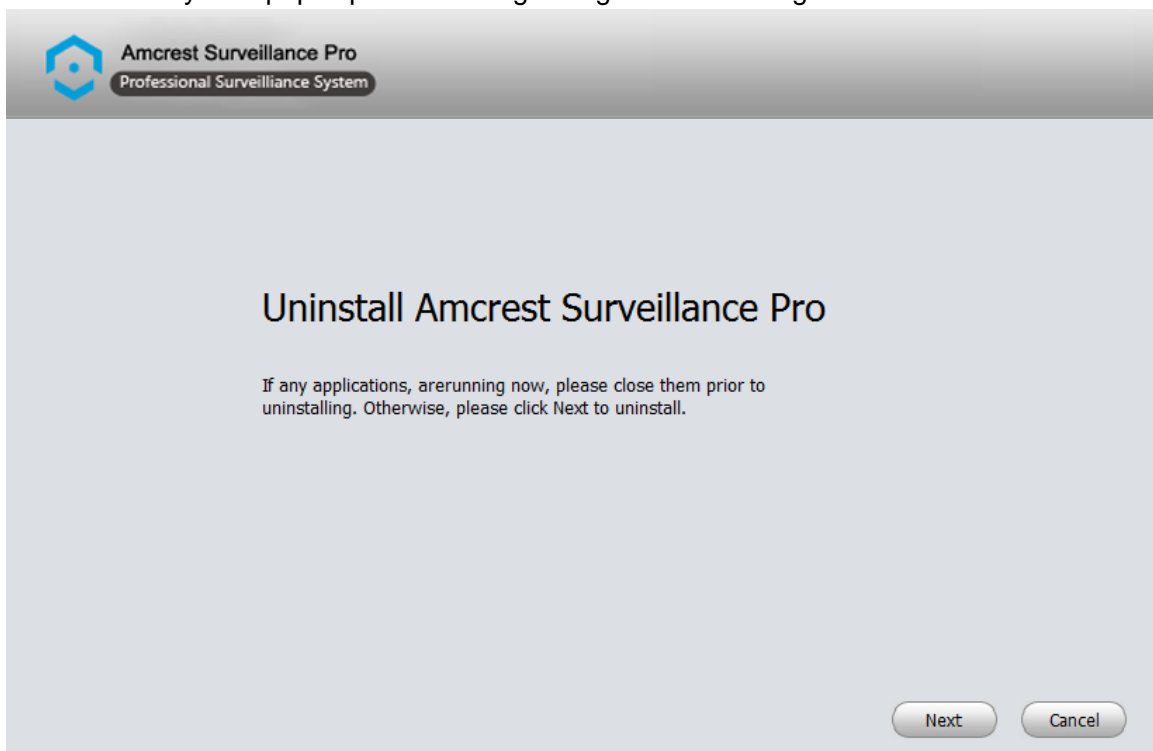 Amcrest Surveillance Pro
Professional Surveilliance System
Uninstall Amcrest Surveillance Pro
If any applications, arerunning now, please close them prior to
uninstalling. Otherwise, please click Next to uninstall.
Next Cancel